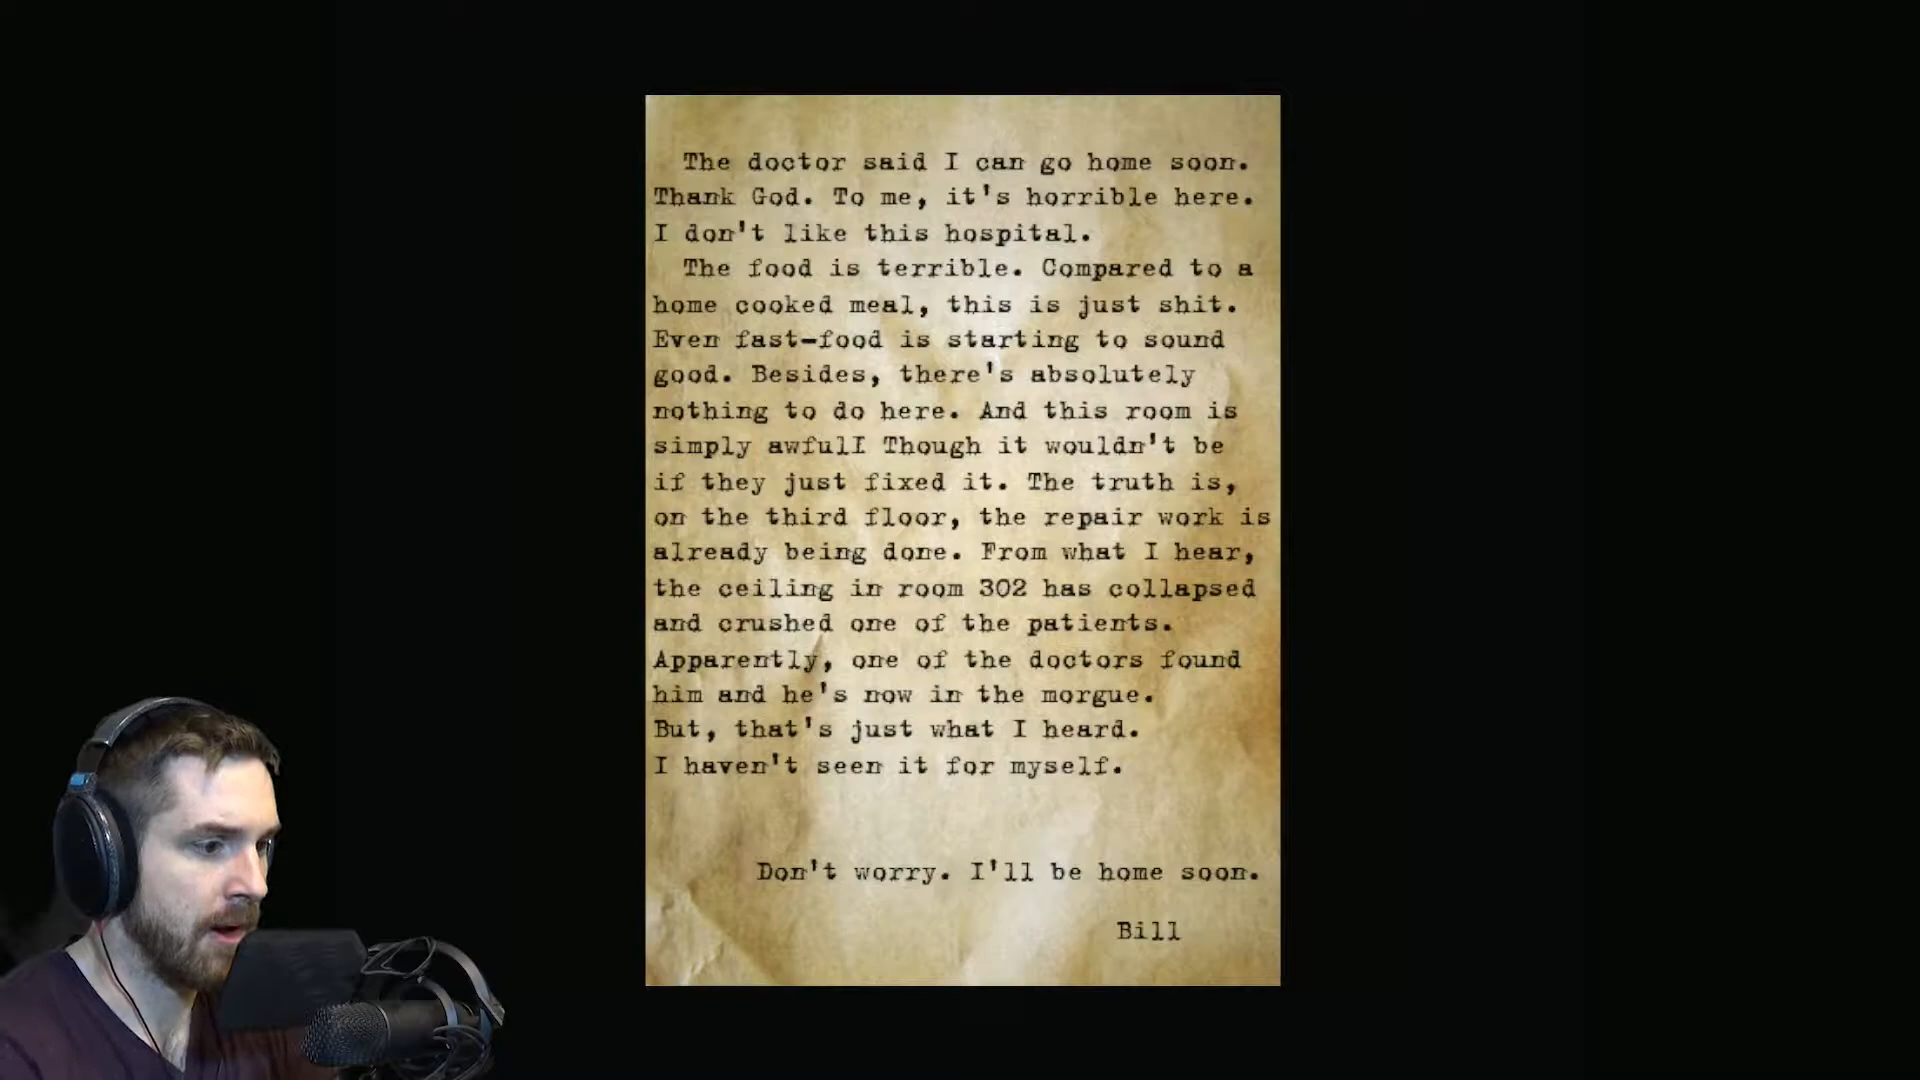 The doctor said I can go home soon.
Thank God. To me, it's horrible here.
I don't like this hospital.
The food is terrible. Compared to a
home cooked meal, this is just shit.
Even fast-food is starting to sound
good. Besides, there's absolutely
nothing to do here. And this room is
simply awfulI Though it wouldn't be
if they just fixed it. The truth is,
on the third floor, the repair work is
already being done. From what I hear,
the ceiling in room 302 has collapsed
and crushed one of the patients.
Apparently, one of the doctors found
him and he's now in the morgue.
But, that's just what I heard.
I haven't seen it for myself.
Don't worry. I'll be home soon.
Bill